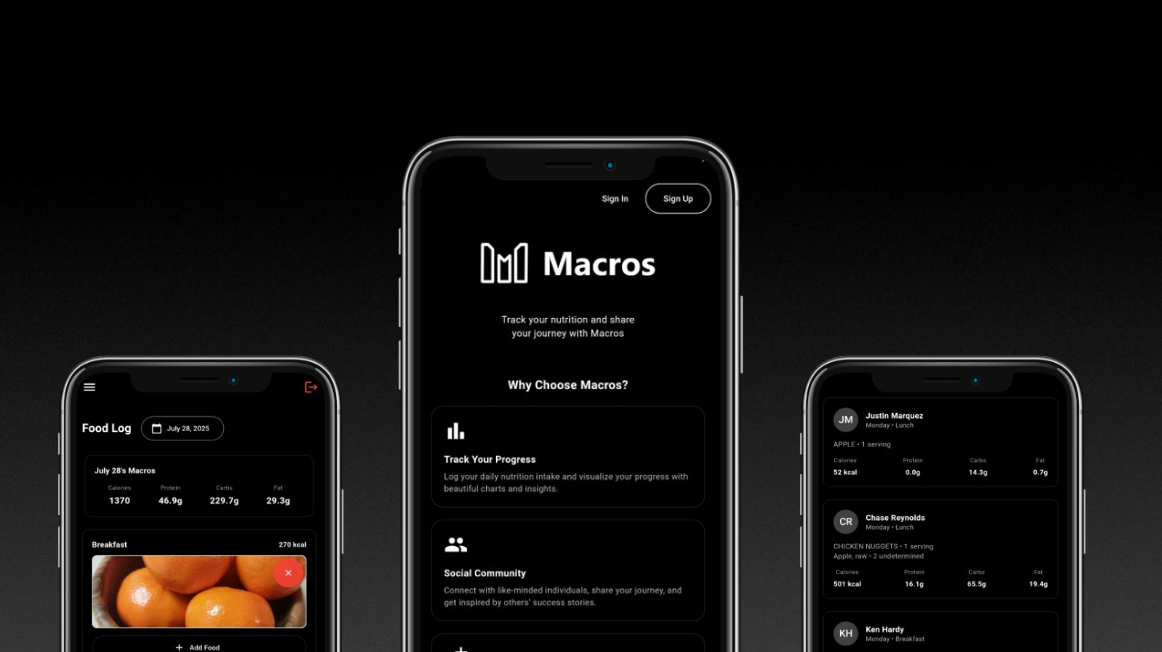 Food Log
July 28, 2025
July 28's Macros
Calories Protein Carbs Fat
1370 46.9g 229.7g 29.3g
Breakfast 270 kcal
+ Add Food
Sign In Sign Up
Macros
Track your nutrition and share
your journey with Macros
Why Choose Macros?
Track Your Progress
Log your daily nutrition intake and visualize your progress with
beautiful charts and insights.
Social Community
Connect with like-minded individuals, share your journey, and
get inspired by others' success stories.
JM Justin Marquez
Monday • Lunch
APPLE • 1 serving
Calories Protein Carbs Fat
52 kcal 0.0g 14.3g 0.7g
CR Chase Reynolds
Monday • Lunch
CHICKEN NUGGETS • 1 serving
Apple, raw • 2 undetermined
Calories Protein Carbs Fat
501 kcal 16.1g 65.5g 19.4g
KH Ken Hardy
Monday • Breakfast